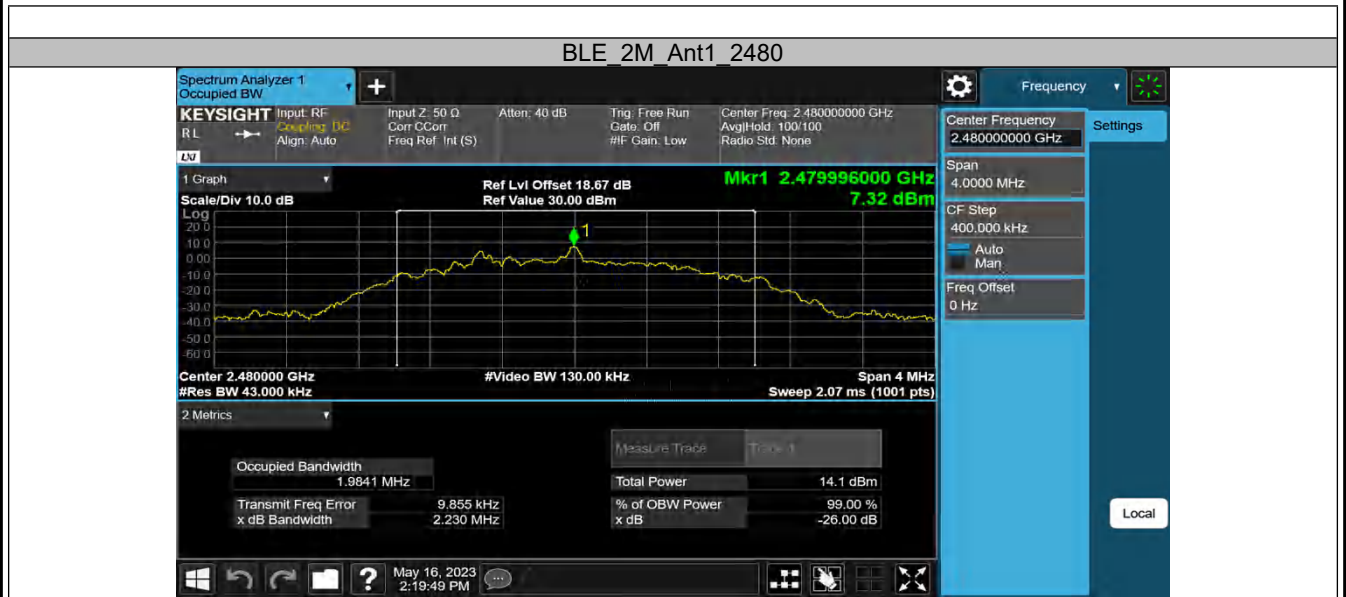 BLE_2M_Ant1_2480
Spectrum Analyzer 1
Occupied BW
+
Frequency
KEYSIGHT
RL
LXI
Input: RF
Coupling: DC
Align: Auto
Input Z: 50 Ω
Corr CCorr
Freq Ref: Int (S)
Atten: 40 dB
Trig: Free Run
Gate: Off
#IF Gain: Low
Center Freq: 2.480000000 GHz
Avg|Hold: 100/100
Radio Std: None
Center Frequency
2.480000000 GHz
Settings
Span
4.0000 MHz
CF Step
400.000 kHz
Auto
Man
Freq Offset
0 Hz
1 Graph
Scale/Div 10.0 dB
Ref Lvl Offset 18.67 dB
Ref Value 30.00 dBm
Mkr1 2.479996000 GHz
7.32 dBm
Log
20.0
10.0
0.00
-10.0
-20.0
-30.0
-40.0
-50.0
-60.0
1
Center 2.480000 GHz
#Video BW 130.00 kHz
Span 4 MHz
#Res BW 43.000 kHz
Sweep 2.07 ms (1001 pts)
2 Metrics
Measure Trace
Trace 1
Occupied Bandwidth
1.9841 MHz
Total Power
14.1 dBm
Transmit Freq Error
9.855 kHz
% of OBW Power
99.00 %
x dB Bandwidth
2.230 MHz
x dB
-26.00 dB
Local
?
May 16, 2023
2:19:49 PM